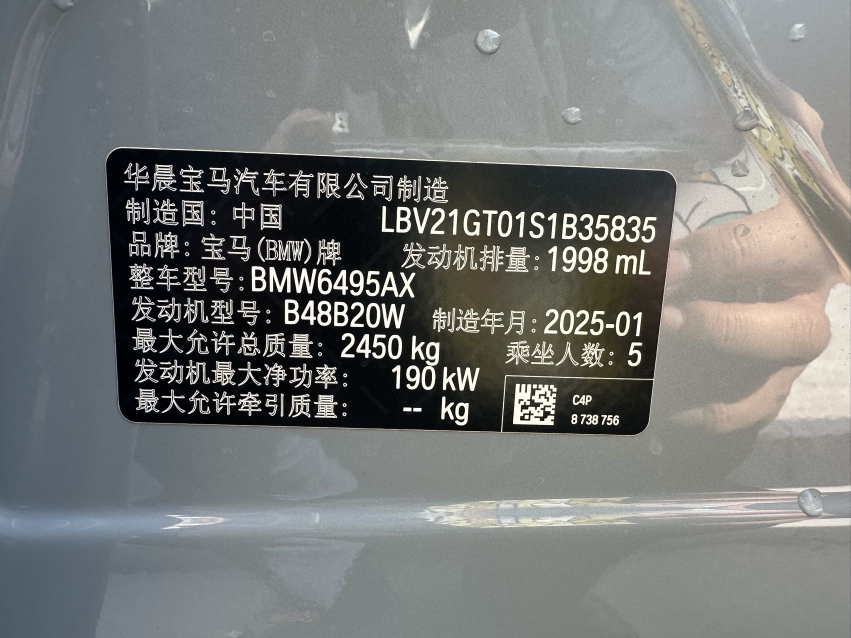 华晨宝马汽车有限公司制造
制造国: 中国 LBV21GT01S1B35835
品牌: 宝马(BMW)牌 发动机排量: 1998 mL
整车型号: BMW6495AX
发动机型号: B48B20W 制造年月: 2025-01
最大允许总质量: 2450 kg 乘坐人数: 5
发动机最大净功率: 190 kW
最大允许牵引质量: -- kg
C4P
8 738 756